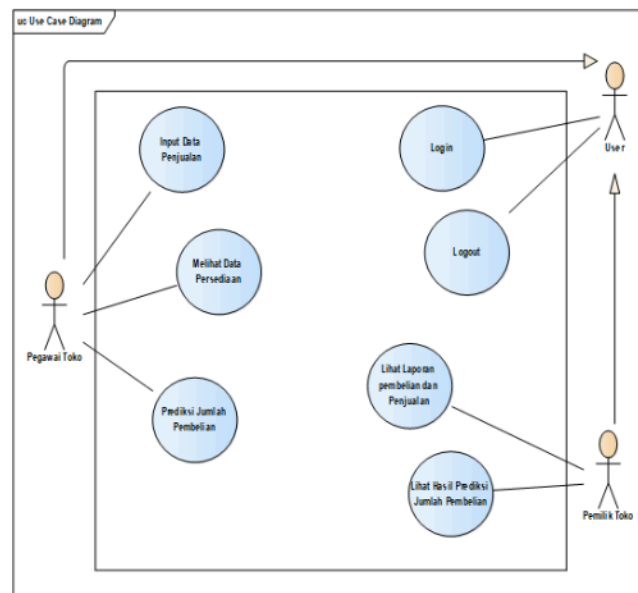 uc Use Case Diagram
Input Data
Penjualan
Login
User
Melihat Data
Persediaan
Logout
Pegawai Toko
Prediksi Jumlah
Pembelian
Lihat Laporan
pembelian dan
Penjualan
Lihat Hasil Prediksi
Jumlah Pembelian
Pemilik Toko